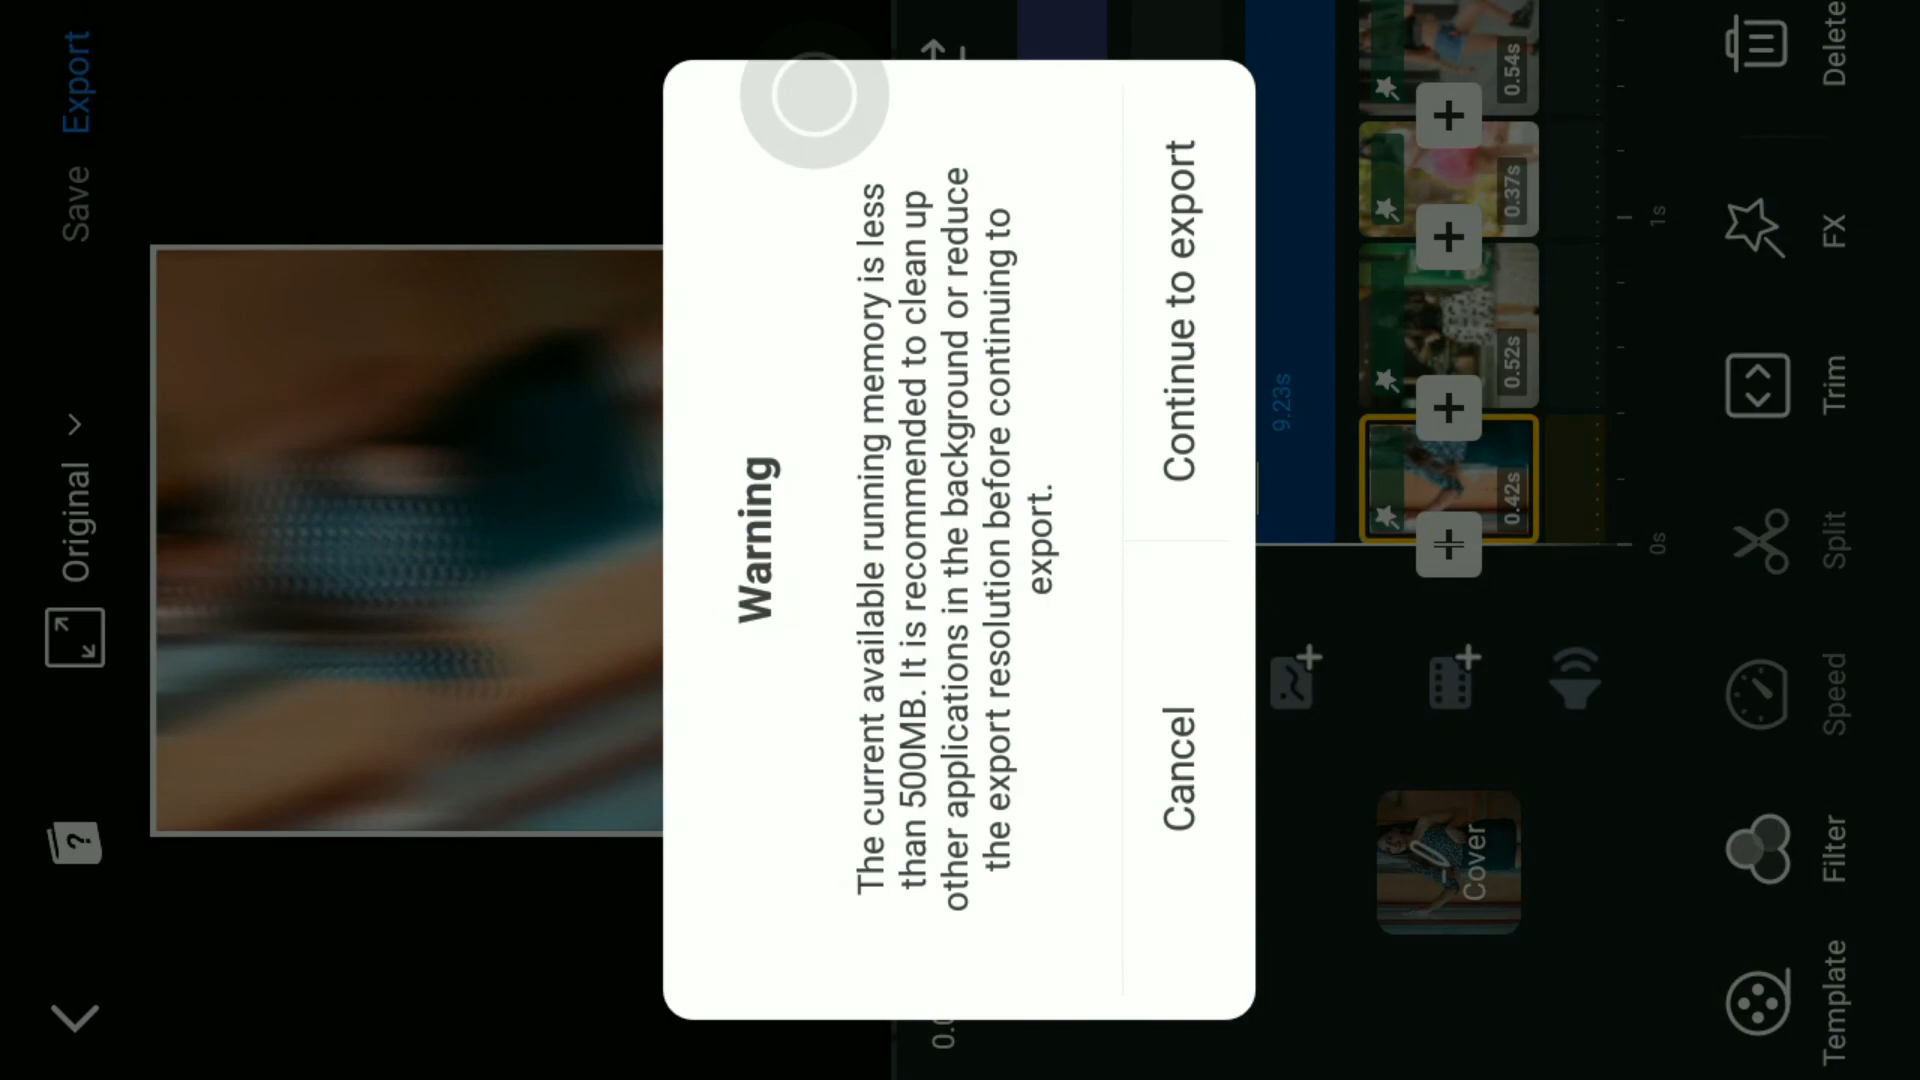 Original
Save
Export
Warning
The current available running memory is less
than 500MB. It is recommended to clean up
other applications in the background or reduce
the export resolution before continuing to
export.
Cancel
Continue to export
9.23s
Cover
0.42s
0.52s
0.37s
0.54s
0s
1s
Template
Filter
Speed
Split
Trim
FX
Delete